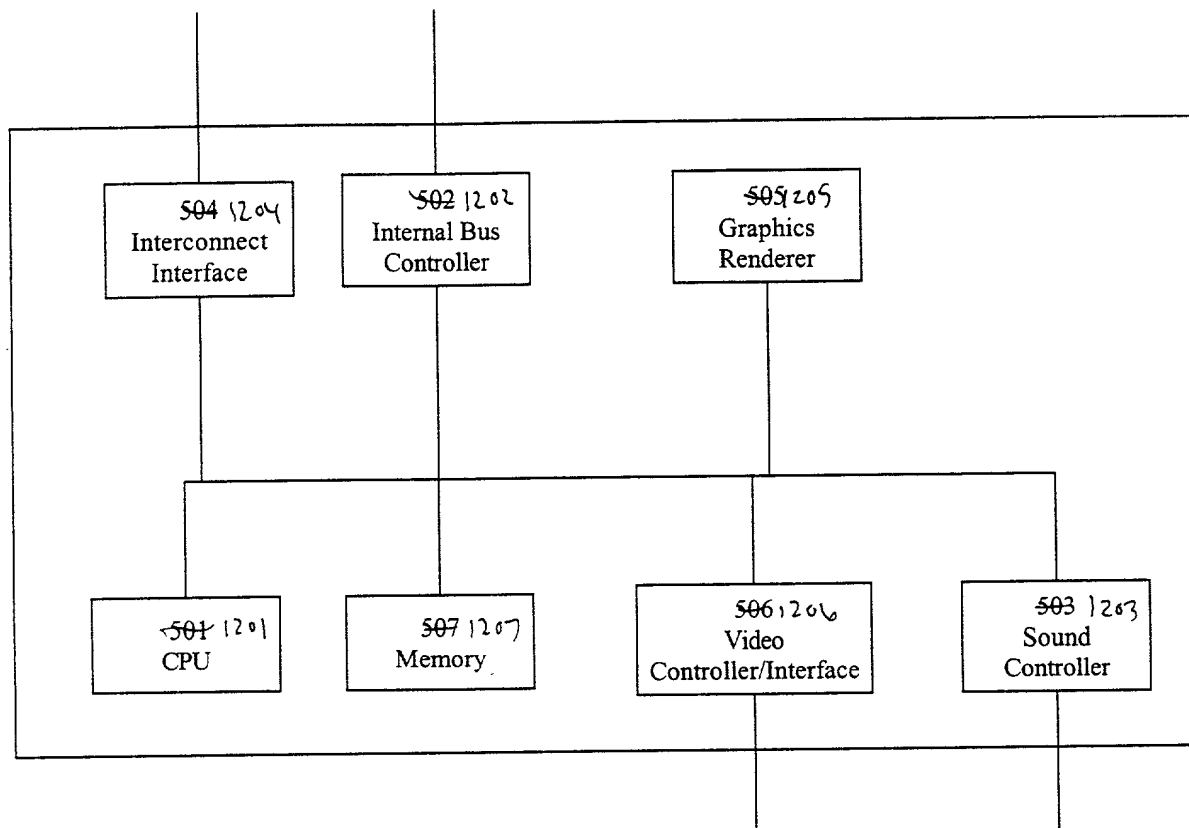 504 1204
Interconnect
Interface
502 1202
Internal Bus
Controller
505 1205
Graphics
Renderer
501 1201
CPU
507 1207
Memory
506 1206
Video
Controller/Interface
503 1203
Sound
Controller